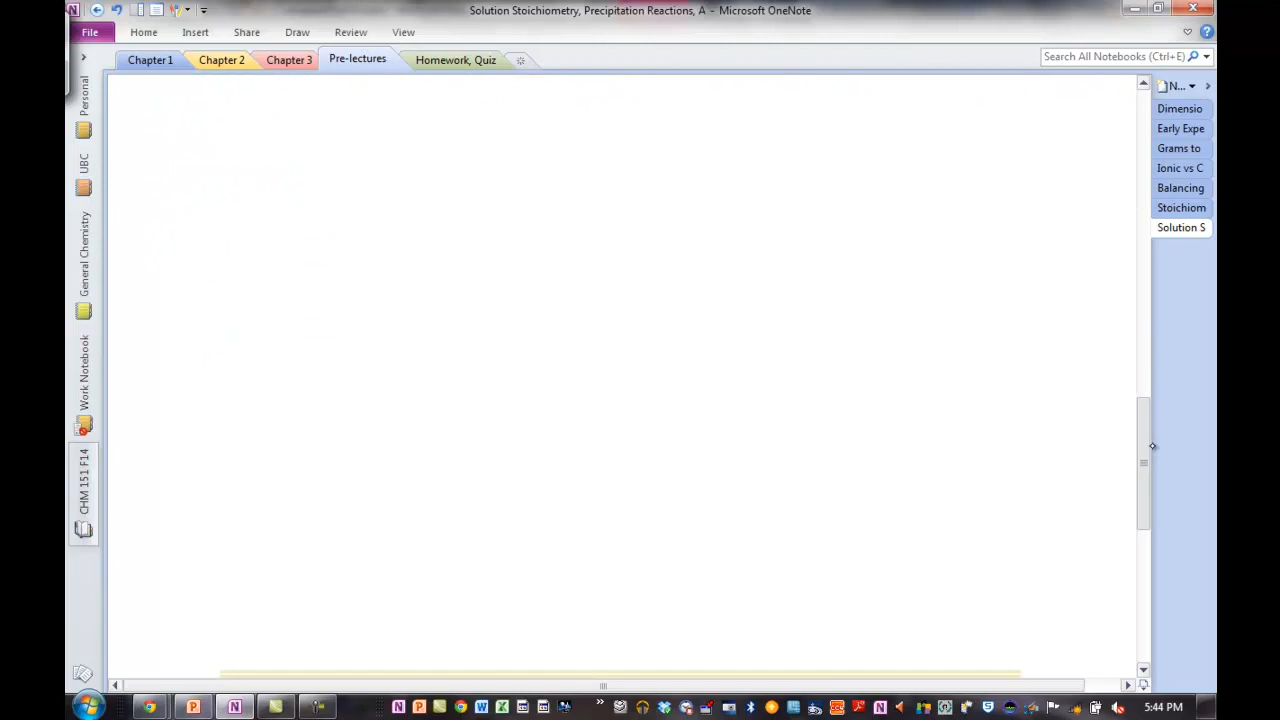 Solution Stoichiometry, Precipitation Reactions, A – Microsoft OneNote
File Home Insert Share Draw Review View
Chapter 1 Chapter 2 Chapter 3 Pre-lectures Homework, Quiz
Search All Notebooks (Ctrl+E)
N...
Dimensio
Early Expe
Grams to
Ionic vs C
Balancing
Stoichiom
Solution S
Personal
UBC
General Chemistry
Work Notebook
CHM 151 F14
5:44 PM